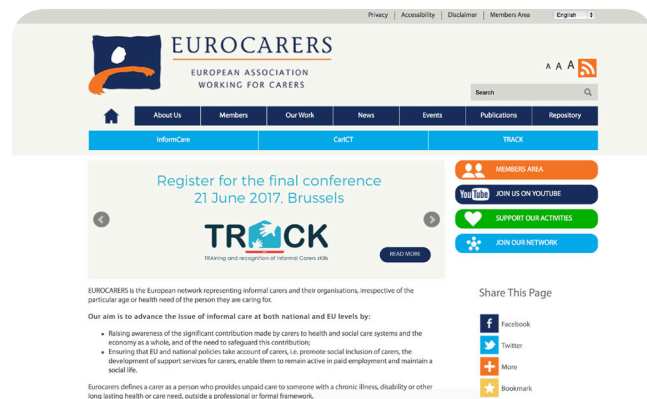 Privacy | Accessibility | Disclaimer | Members Area English
EUROCARERS
EUROPEAN ASSOCIATION
WORKING FOR CARERS
A A A
Search
About Us Members Our Work News Events Publications Repository
InformCare CarICT TRACK
Register for the final conference
21 June 2017, Brussels
TRACK
TRAining and recognition of informal Carers sKills
READ MORE
MEMBERS AREA
You Tube JOIN US ON YOUTUBE
SUPPORT OUR ACTIVITIES
JOIN OUR NETWORK
EUROCARERS is the European network representing informal carers and their organisations, irrespective of the
particular age or health need of the person they are caring for.
Our aim is to advance the issue of informal care at both national and EU levels by:
• Raising awareness of the significant contribution made by carers to health and social care systems and the
economy as a whole, and of the need to safeguard this contribution;
• Ensuring that EU and national policies take account of carers, i.e. promote social inclusion of carers, the
development of support services for carers, enable them to remain active in paid employment and maintain a
social life.
Eurocarers defines a carer as a person who provides unpaid care to someone with a chronic illness, disability or other
long lasting health or care need, outside a professional or formal framework.
Share This Page
f Facebook
Twitter
More
Bookmark